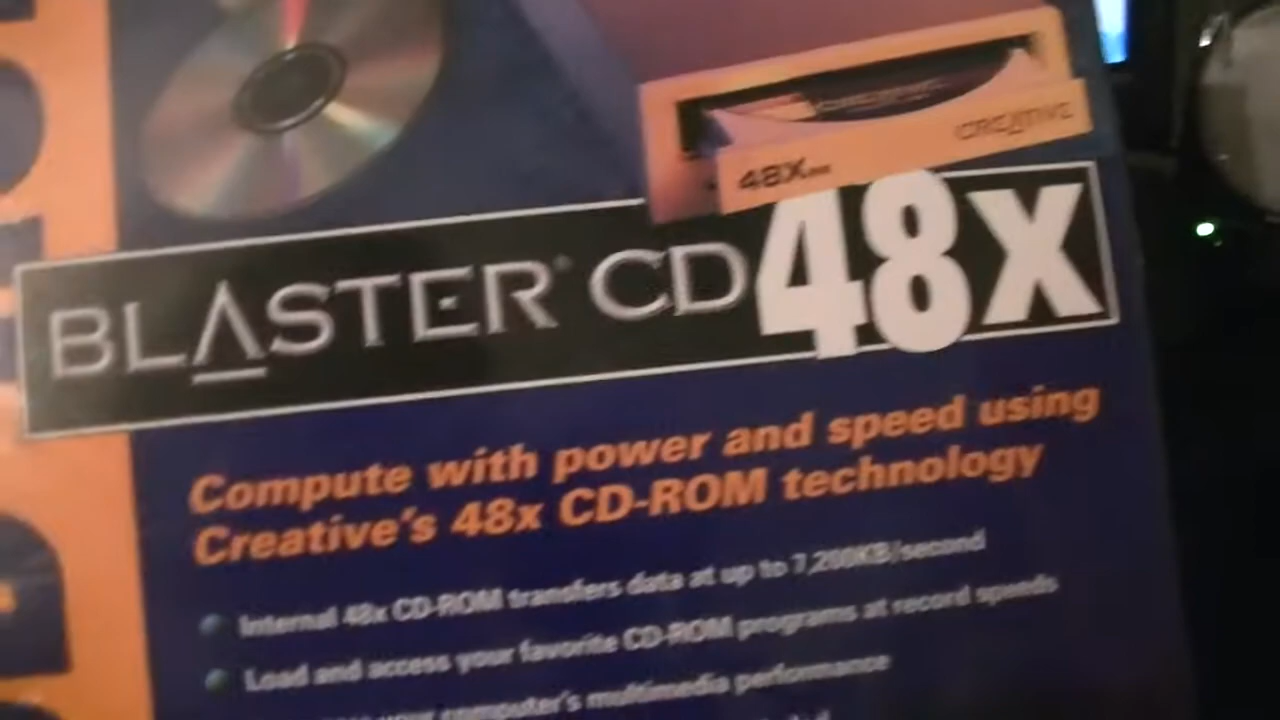 CREATIVE
48X
BLASTER® CD 48X
Compute with power and speed using
Creative's 48x CD-ROM technology
Internal 48x CD-ROM transfers data at up to 7,200KB/second
Load and access your favorite CD-ROM programs at record speeds
your computer's multimedia performance